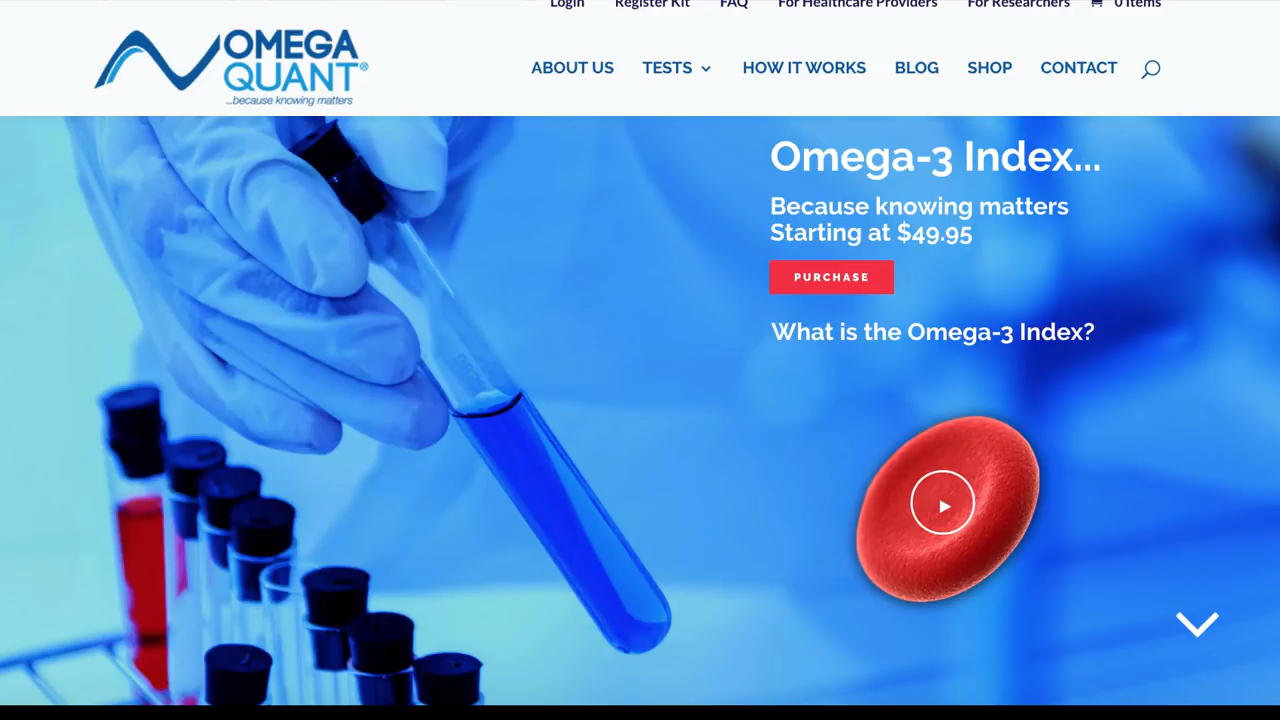 Login Register Kit FAQ For Healthcare Providers For Researchers 0 Items
OMEGA
QUANT®
...because knowing matters
ABOUT US TESTS HOW IT WORKS BLOG SHOP CONTACT
Omega-3 Index...
Because knowing matters
Starting at $49.95
PURCHASE
What is the Omega-3 Index?